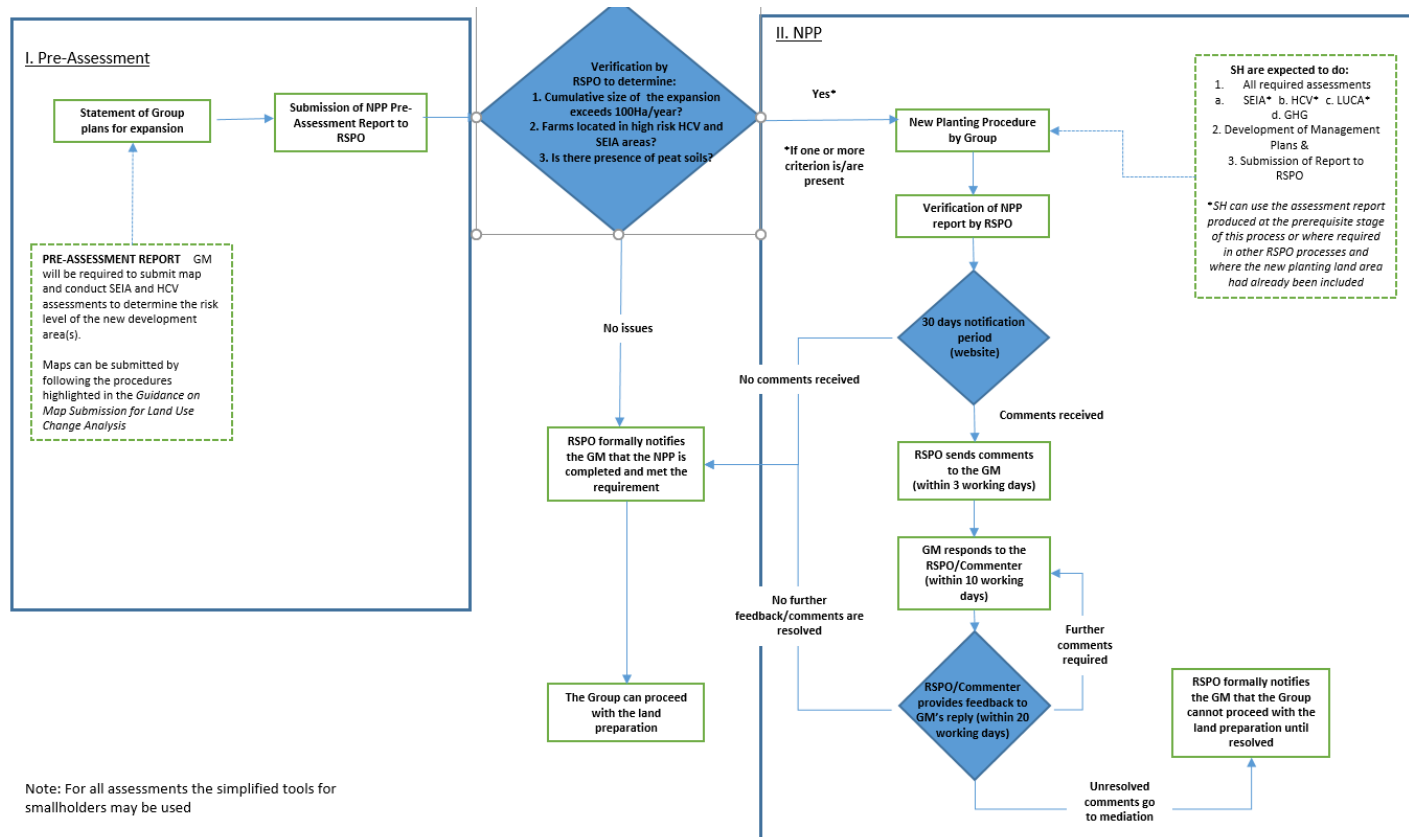 I. Pre-Assessment
Statement of Group
plans for expansion
Submission of NPP Pre-
Assessment Report to
RSPO
PRE-ASSESSMENT REPORT GM
will be required to submit map
and conduct SEIA and HCV
assessments to determine the risk
level of the new development
area(s).
Maps can be submitted by
following the procedures
highlighted in the Guidance on
Map Submission for Land Use
Change Analysis
Verification by
RSPO to determine:
1. Cumulative size of the expansion
exceeds 100Ha/year?
2. Farms located in high risk HCV and
SEIA areas?
3. Is there presence of peat soils?
No issues
RSPO formally notifies
the GM that the NPP is
completed and met the
requirement
The Group can proceed
with the land
preparation
II. NPP
Yes*
*If one or more
criterion is/are
present
New Planting Procedure
by Group
SH are expected to do:
1. All required assessments
a. SEIA* b. HCV* c. LUCA*
d. GHG
2. Development of Management
Plans &
3. Submission of Report to
RSPO
*SH can use the assessment report
produced at the prerequisite stage
of this process or where required
in other RSPO processes and
where the new planting land area
had already been included
Verification of NPP
report by RSPO
30 days notification
period
(website)
No comments received
Comments received
RSPO sends comments
to the GM
(within 3 working days)
GM responds to the
RSPO/Commenter
(within 10 working
days)
No further
feedback/comments are
resolved
Further
comments
required
RSPO/Commenter
provides feedback to
GM's reply (within 20
working days)
RSPO formally notifies
the GM that the Group
cannot proceed with the
land preparation until
resolved
Unresolved
comments go
to mediation
Note: For all assessments the simplified tools for
smallholders may be used